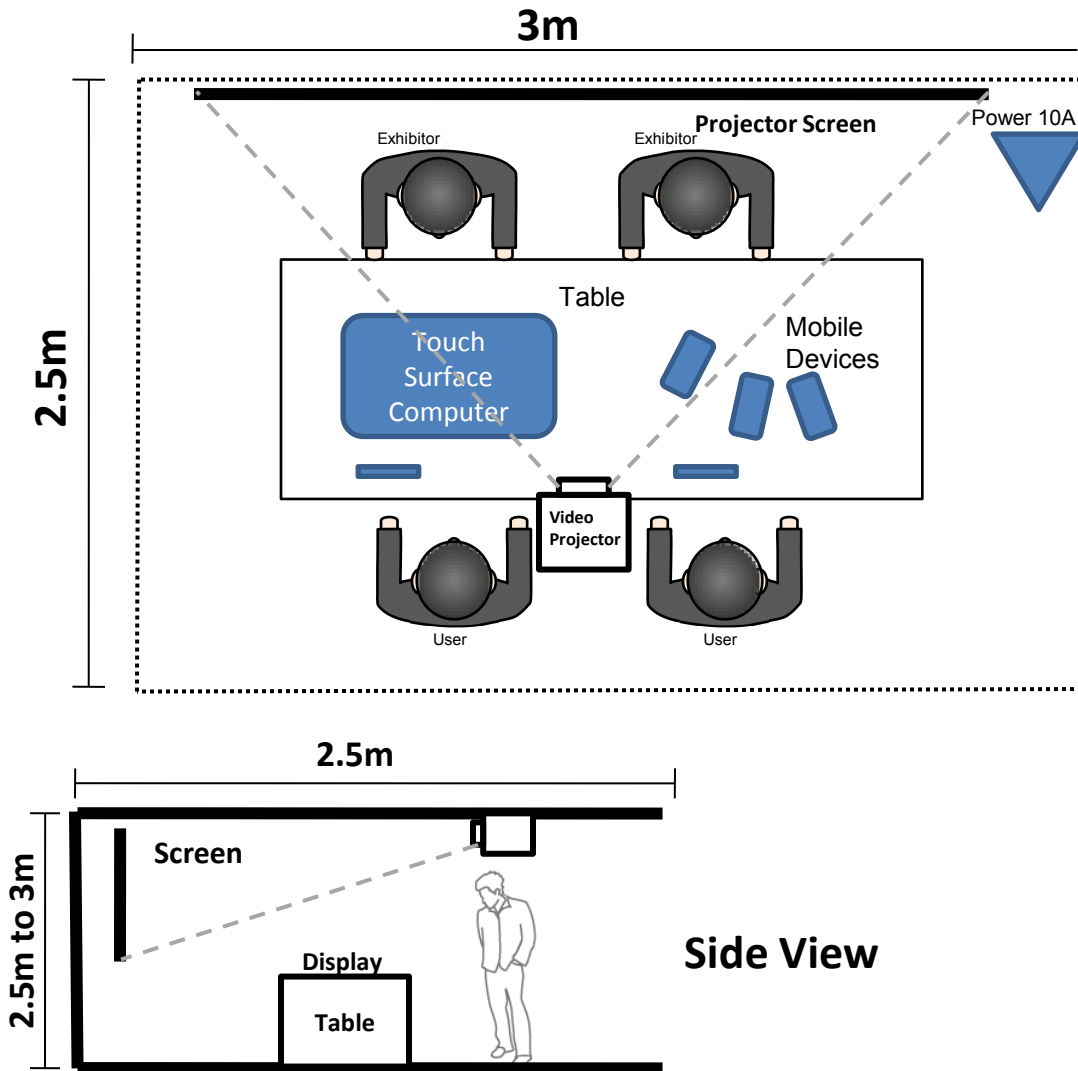 3m
Projector Screen
Power 10A
Exhibitor
Exhibitor
2.5m
Table
Mobile
Devices
Touch
Surface
Computer
Video
Projector
User
User
2.5m
2.5m to 3m
Screen
Display
Table
Side View